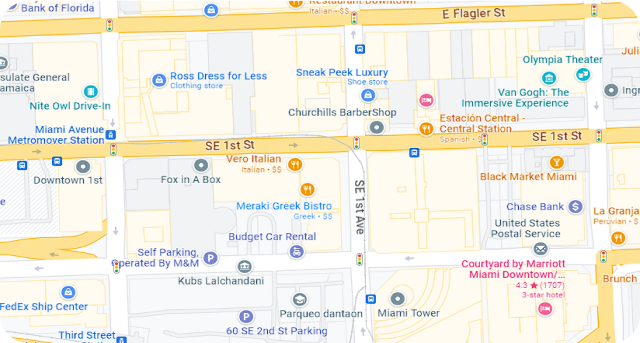 Bank of Florida
Restaurant Downtown
Italian • $$
E Flagler St
Olympia Theater
Ross Dress for Less
Clothing store
Sneak Peek Luxury
Shoe store
Van Gogh: The
Immersive Experience
sulate General
amaica
Nite Owl Drive-In
Churchills BarberShop
Estación Central -
Central Station
Spanish • $$
Miami Avenue
Metromover Station
SE 1st St
SE 1st St
Downtown 1st
Fox in A Box
Vero Italian
Italian • $$
Black Market Miami
Meraki Greek Bistro
Greek • $$
SE 1st Ave
Chase Bank
La Granja
Peruvian • $
United States
Postal Service
Budget Car Rental
Self Parking,
Operated By M&M
Kubs Lalchandani
Courtyard by Marriott
Miami Downtown/...
4.3 ★ (1707)
3-star hotel
Brunch
FedEx Ship Center
Parqueo dantaon
Miami Tower
60 SE 2nd St Parking
Third Street